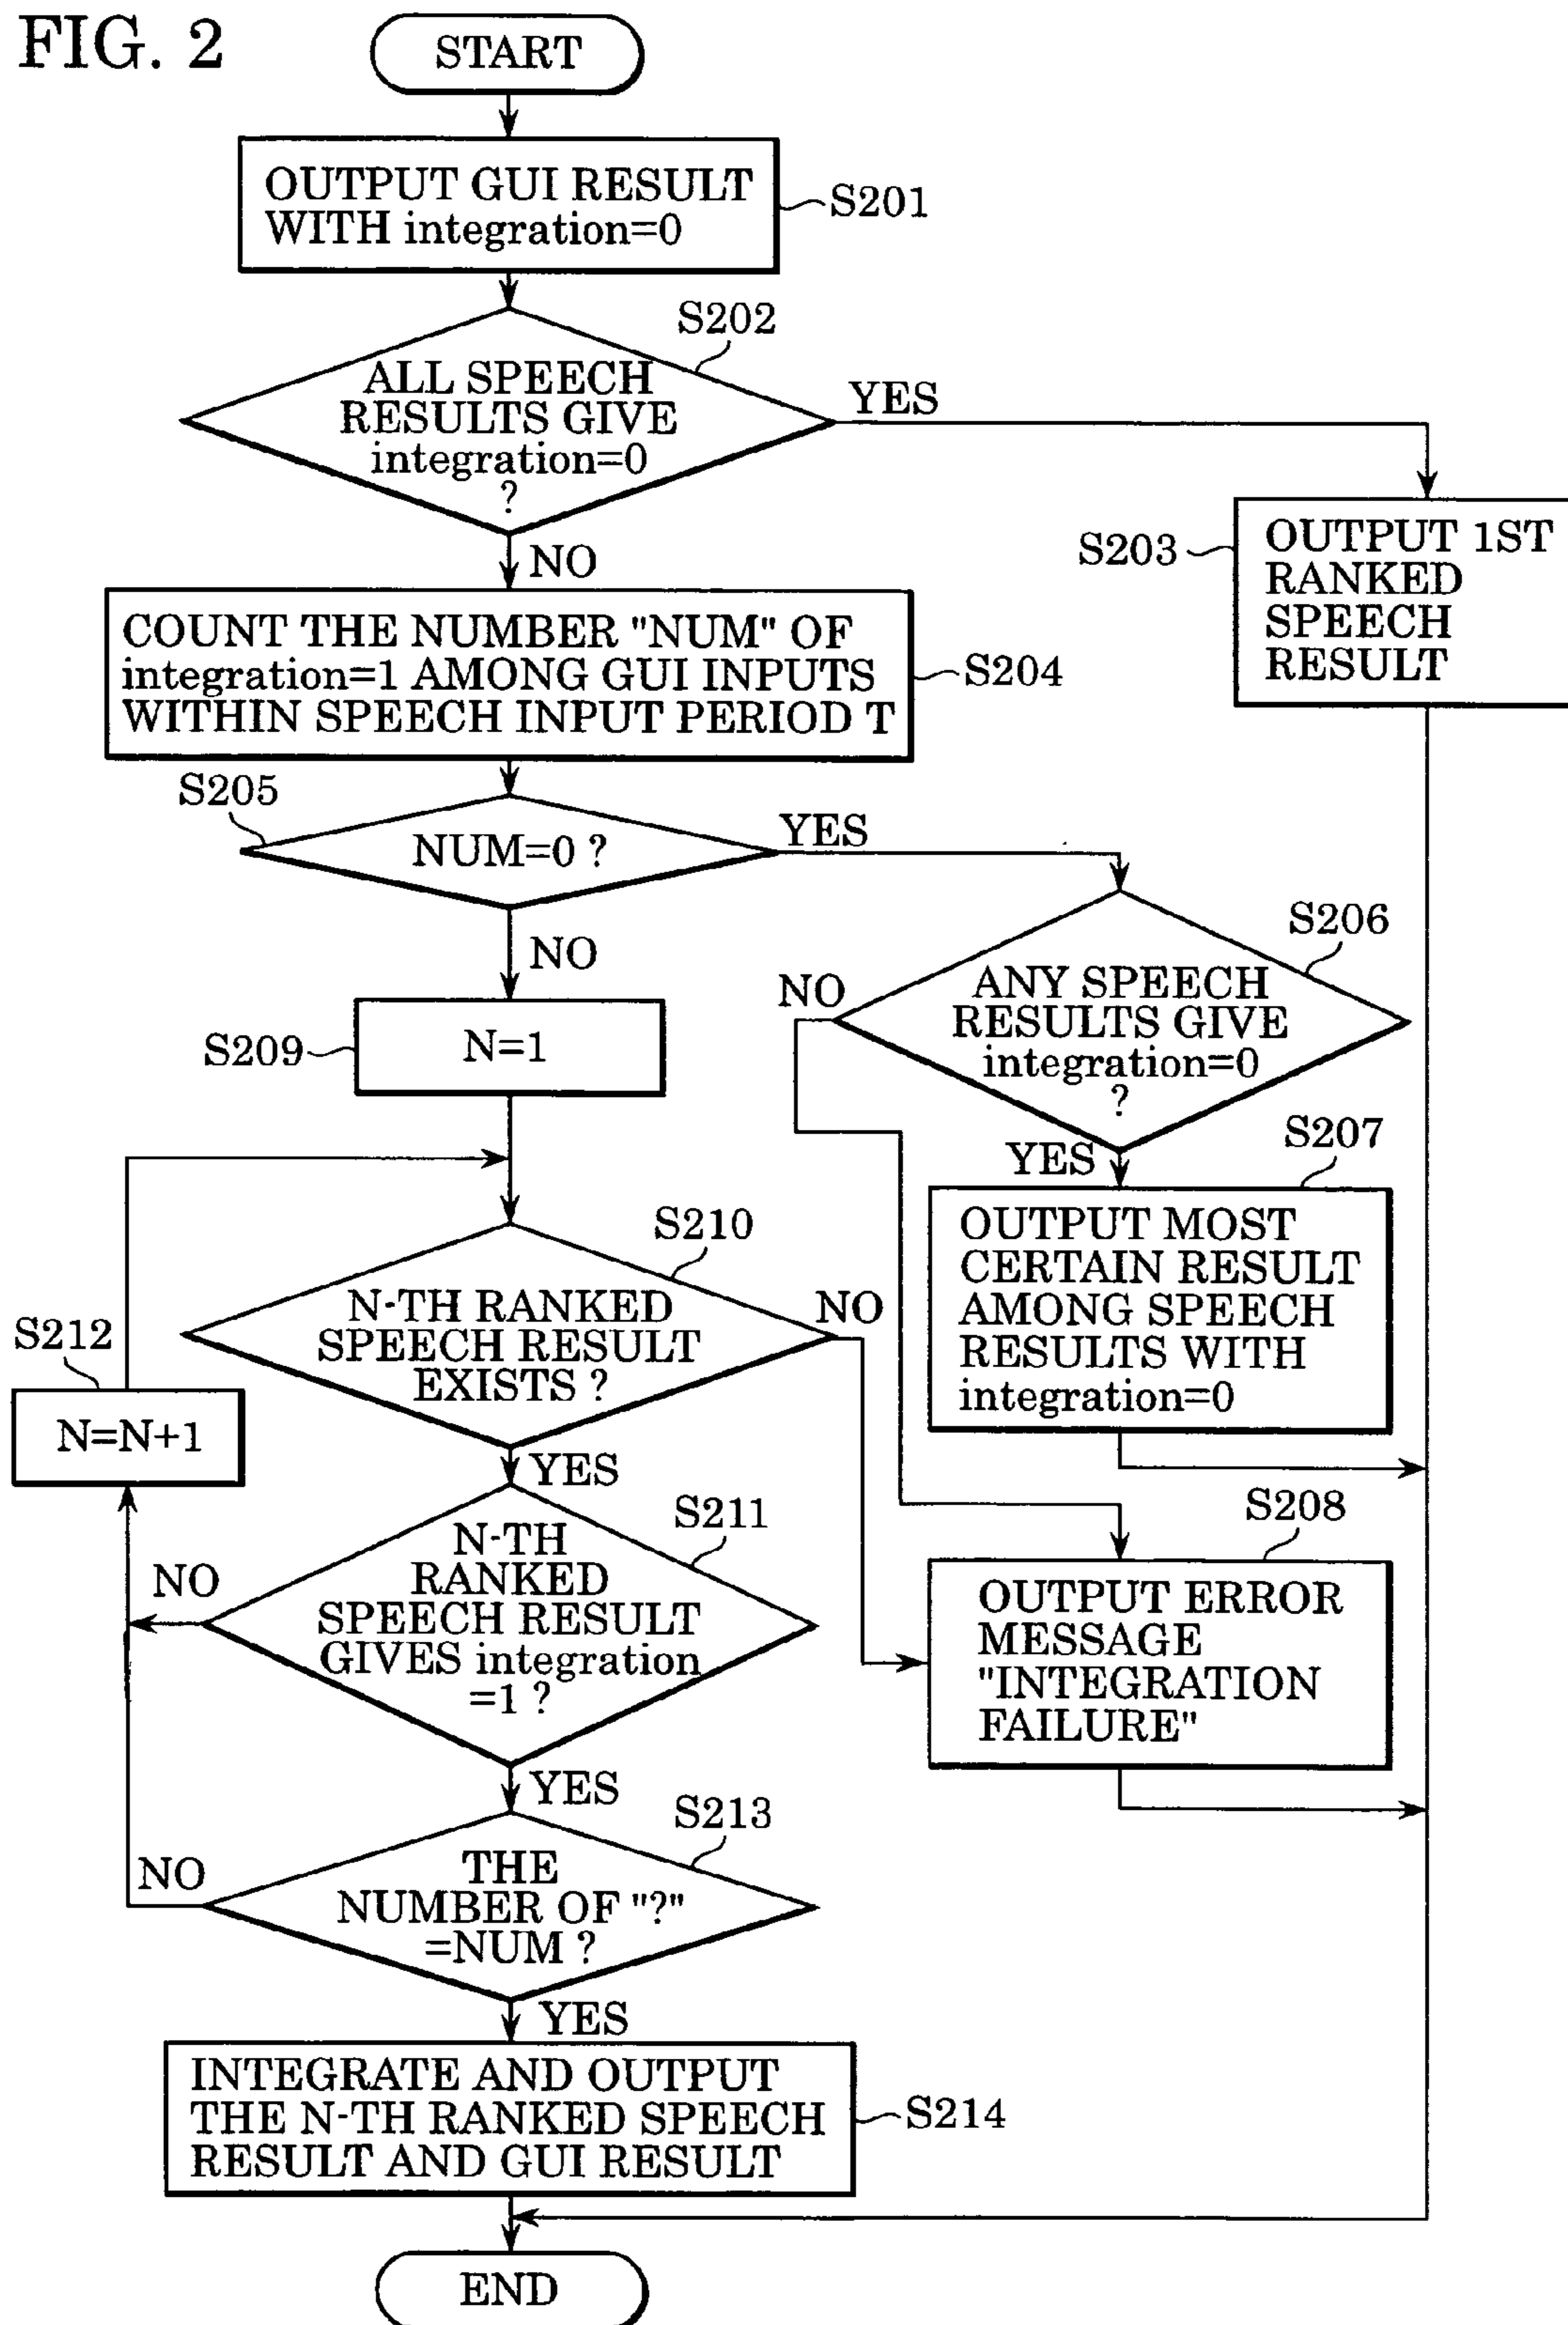 FIG. 2
START
OUTPUT GUI RESULT
WITH integration=0
S201
S202
ALL SPEECH
RESULTS GIVE
integration=0
?
YES
NO
S203
OUTPUT 1ST
RANKED
SPEECH
RESULT
COUNT THE NUMBER "NUM" OF
integration=1 AMONG GUI INPUTS
WITHIN SPEECH INPUT PERIOD T
S204
S205
NUM=0 ?
YES
NO
S206
ANY SPEECH
RESULTS GIVE
integration=0
?
NO
YES
S209
N=1
S207
OUTPUT MOST
CERTAIN RESULT
AMONG SPEECH
RESULTS WITH
integration=0
S210
N-TH RANKED
SPEECH RESULT
EXISTS ?
NO
YES
S212
N=N+1
S211
N-TH
RANKED
SPEECH RESULT
GIVES integration
=1 ?
NO
YES
S208
OUTPUT ERROR
MESSAGE
"INTEGRATION
FAILURE"
S213
THE
NUMBER OF "?"
=NUM ?
NO
YES
INTEGRATE AND OUTPUT
THE N-TH RANKED SPEECH
RESULT AND GUI RESULT
S214
END